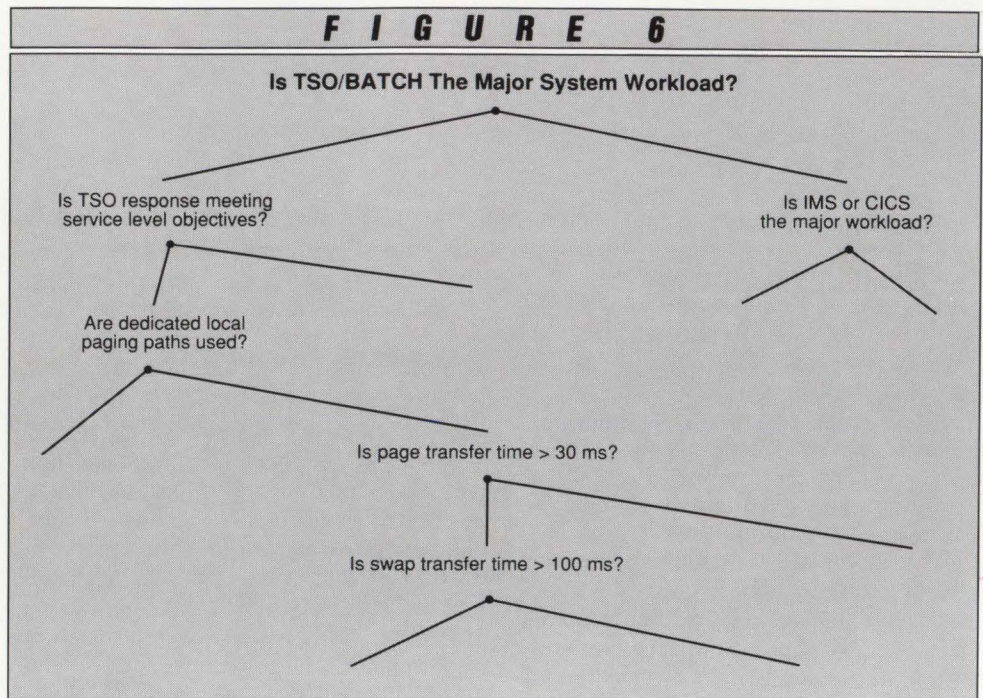 FIGURE 6
Is TSO/BATCH The Major System Workload?
Is TSO response meeting
service level objectives?
Is IMS or CICS
the major workload?
Are dedicated local
paging paths used?
Is page transfer time > 30 ms?
Is swap transfer time > 100 ms?